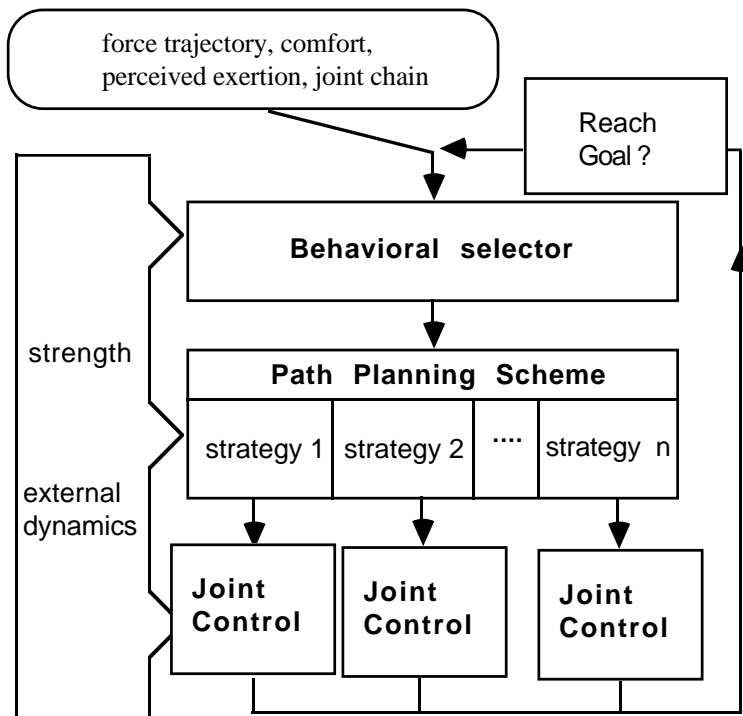 force trajectory, comfort,
perceived exertion, joint chain
Reach
Goal ?
Behavioral selector
strength
Path Planning Scheme
strategy 1
strategy 2
....
strategy n
external
dynamics
Joint
Control
Joint
Control
Joint
Control